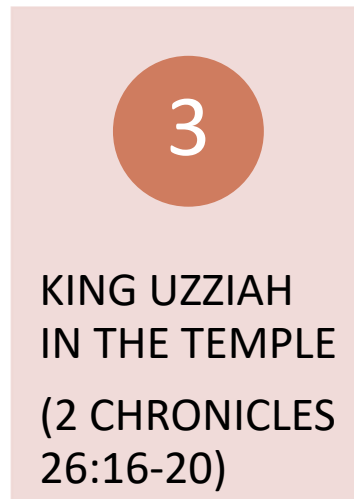 3
KING UZZIAH
IN THE TEMPLE
(2 CHRONICLES
26:16-20)